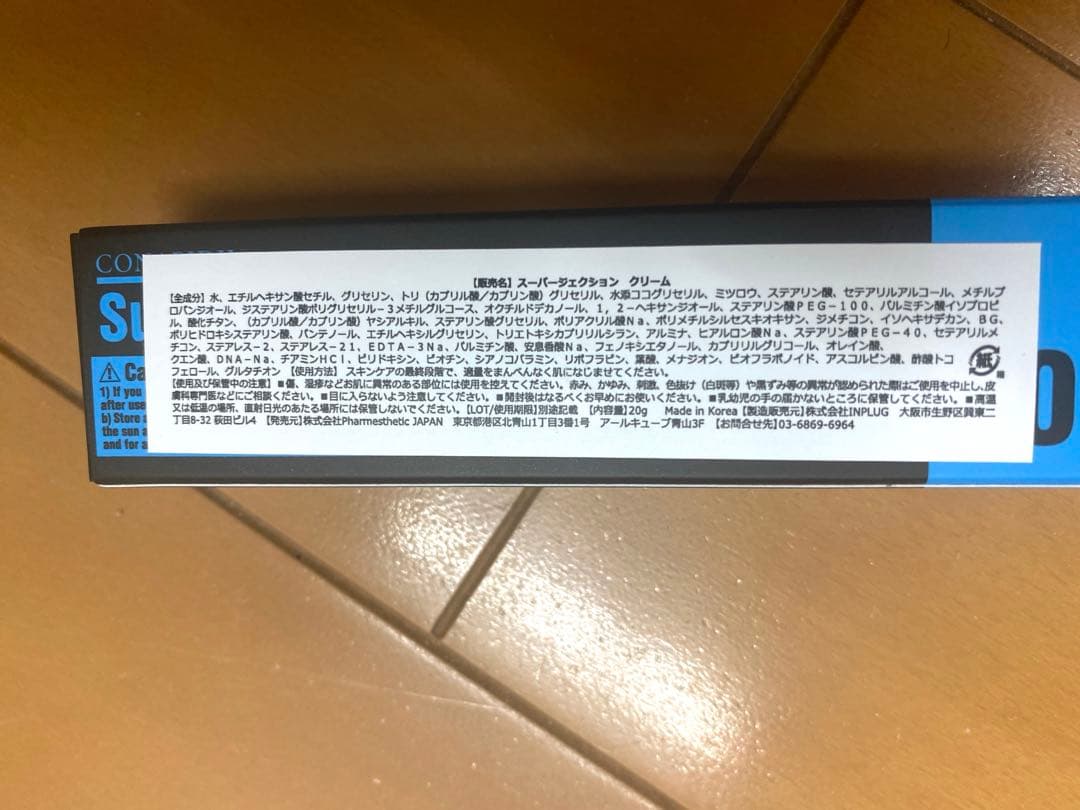 【販売名】スーパージェクション　クリーム
【全成分】水、エチルヘキサン酸セチル、グリセリン、トリ（カプリル酸／カプリン酸）グリセリル、水添ココグリセリル、ミツロウ、ステアリン酸、セテアリルアルコール、メチルプ
ロパンジオール、ジステアリン酸ポリグリセリル－３メチルグルコース、オクチルドデカノール、１，２－ヘキサンジオール、ステアリン酸ＰＥＧ－１００、パルミチン酸イソプロピ
ル、酸化チタン、（カプリル酸／カプリン酸）ヤシアルキル、ステアリン酸グリセリル、ポリアクリル酸Ｎａ、ポリメチルシルセスキオキサン、ジメチコン、イソヘキサデカン、ＢＧ、
ポリヒドロキシステアリン酸、パンテノール、エチルヘキシルグリセリン、トリエトキシカプリリルシラン、アルミナ、ヒアルロン酸Ｎａ、ステアリン酸ＰＥＧ－４０、セテアリルメ
チコン、ステアレス－２、ステアレス－２１、ＥＤＴＡ－３Ｎａ、パルミチン酸、安息香酸Ｎａ、フェノキシエタノール、カプリリルグリコール、オレイン酸、
クエン酸、ＤＮＡ－Ｎａ、チアミンＨＣｌ、ピリドキシン、ビオチン、シアノコバラミン、リボフラビン、葉酸、メナジオン、ビオフラボノイド、アスコルビン酸、酢酸トコ
フェロール、グルタチオン【使用方法】スキンケアの最終段階で、適量をまんべんなく肌になじませてください。
【使用及び保管中の注意】■傷、湿疹などお肌に異常のある部位には使用を控えてください。赤み、かゆみ、刺激、色抜け（白斑等）や黒ずみ等の異常が認められた際はご使用を中止し、皮
膚科専門医などにご相談ください。■目に入らないよう注意してください。■開封後はなるべくお早めにお使いください。■乳幼児の手の届かないところに保管してください。■高温
又は低温の場所、直射日光のあたる場所には保管しないでください。【LOT/使用期限】別途記載　【内容量】20g　Made in Korea【製造販売元】株式会社INPLUG　大阪市生野区巽東二
丁目8-32 荻田ビル4　【発売元】株式会社Pharmesthetic JAPAN　東京都港区北青山1丁目3番1号　アールキューブ青山3F　【お問合せ先】03-6869-6964
紙
箱
CON
Su
Ca
1) If you
after use
b) Store a
the sun a
and for a